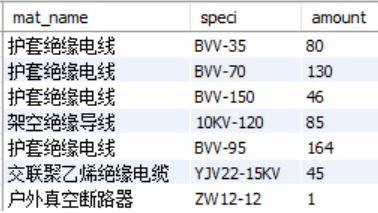 mat_name speci amount
护套绝缘电线 BVV-35 80
护套绝缘电线 BVV-70 130
护套绝缘电线 BVV-150 46
架空绝缘导线 10KV-120 85
护套绝缘电线 BVV-95 164
交联聚乙烯绝缘电缆 YJV22-15KV 45
户外真空断路器 ZW12-12 1